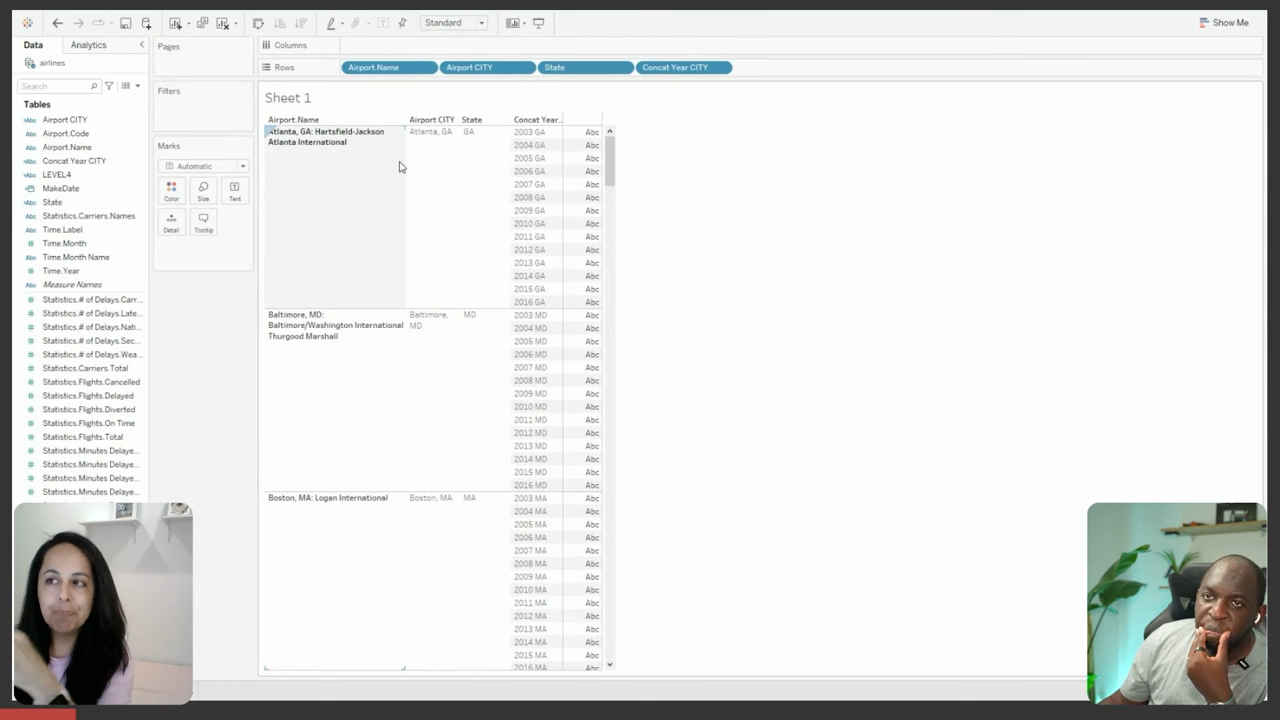 Standard
Show Me
Data
Analytics
Pages
Columns
airlines
Rows
Airport.Name
Airport CITY
State
Concat Year CITY
Search
Filters
Tables
Sheet 1
Airport CITY
Airport.Code
Airport.Name
Concat Year CITY
LEVEL4
MakeDate
State
Statistics.Carriers.Names
Time.Label
Time.Month
Time.Month Name
Time.Year
Measure Names
Statistics.# of Delays.Carr...
Statistics.# of Delays.Late...
Statistics.# of Delays.Nati...
Statistics.# of Delays.Sec...
Statistics.# of Delays.Wea...
Statistics.Carriers.Total
Statistics.Flights.Cancelled
Statistics.Flights.Delayed
Statistics.Flights.Diverted
Statistics.Flights.On Time
Statistics.Flights.Total
Statistics.Minutes Delaye...
Statistics.Minutes Delaye...
Statistics.Minutes Delaye...
Statistics.Minutes Delaye...
Marks
Automatic
Color
Size
Text
Detail
Tooltip
Airport.Name Airport CITY State Concat Year..
Atlanta, GA: Hartsfield-Jackson
Atlanta International
Atlanta, GA
GA
2003 GA Abc
2004 GA Abc
2005 GA Abc
2006 GA Abc
2007 GA Abc
2008 GA Abc
2009 GA Abc
2010 GA Abc
2011 GA Abc
2012 GA Abc
2013 GA Abc
2014 GA Abc
2015 GA Abc
2016 GA Abc
Baltimore, MD:
Baltimore/Washington International
Thurgood Marshall
Baltimore,
MD
MD
2003 MD Abc
2004 MD Abc
2005 MD Abc
2006 MD Abc
2007 MD Abc
2008 MD Abc
2009 MD Abc
2010 MD Abc
2011 MD Abc
2012 MD Abc
2013 MD Abc
2014 MD Abc
2015 MD Abc
2016 MD Abc
Boston, MA: Logan International
Boston, MA
MA
2003 MA Abc
2004 MA Abc
2005 MA Abc
2006 MA Abc
2007 MA Abc
2008 MA Abc
2009 MA Abc
2010 MA Abc
2011 MA Abc
2012 MA Abc
2013 MA Abc
2014 MA Abc
2015 MA Abc
2016 MA Abc